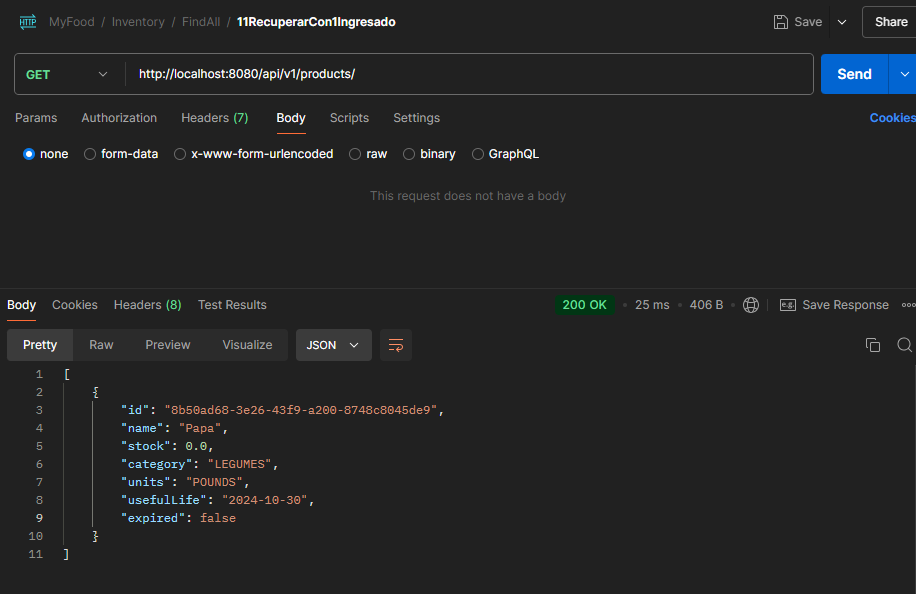 HTTP MyFood / Inventory / FindAll / 11RecuperarCon1Ingresado Save Share
GET http://localhost:8080/api/v1/products/ Send
Params Authorization Headers (7) Body Scripts Settings Cookies
none form-data x-www-form-urlencoded raw binary GraphQL
This request does not have a body
Body Cookies Headers (8) Test Results 200 OK • 25 ms • 406 B • e.g. Save Response
Pretty Raw Preview Visualize JSON
1 [
2 {
3 "id": "8b50ad68-3e26-43f9-a200-8748c8045de9",
4 "name": "Papa",
5 "stock": 0.0,
6 "category": "LEGUMES",
7 "units": "POUNDS",
8 "usefulLife": "2024-10-30",
9 "expired": false
10 }
11 ]